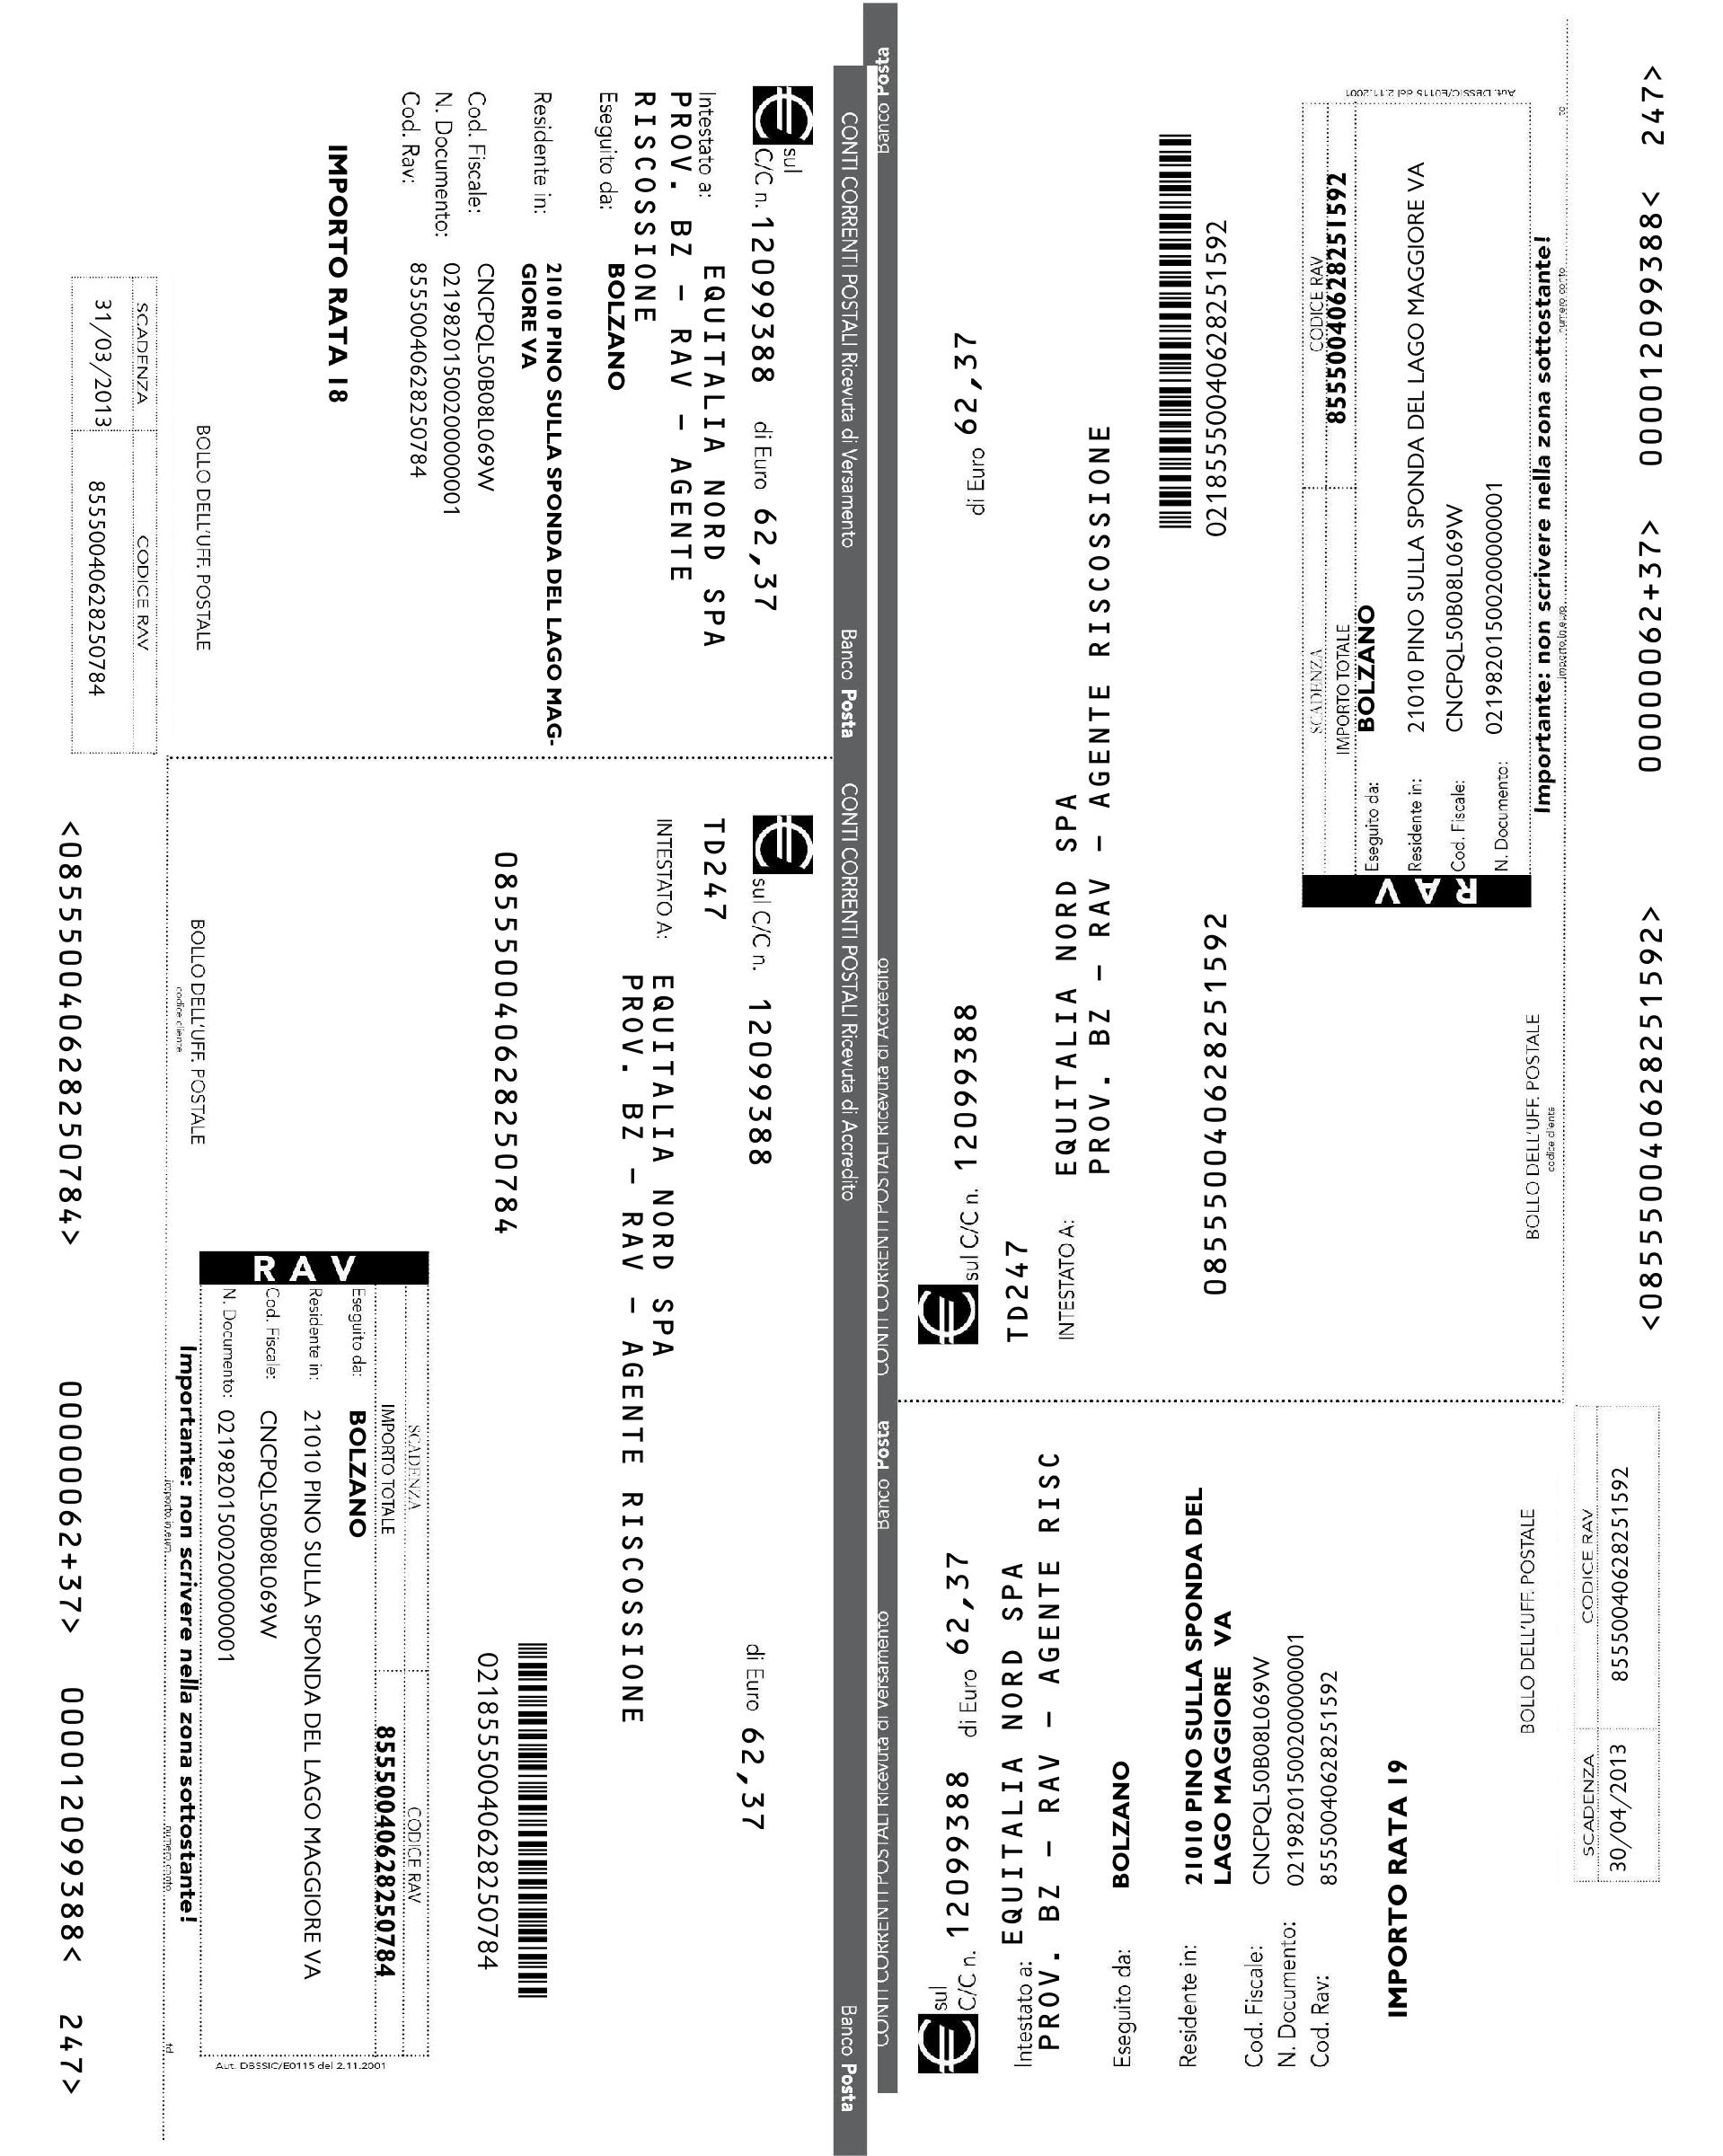 CONTI CORRENTI POSTALI Ricevuta di Versamento
Banco Posta
sul
C/C n. 12099388 di Euro 62,37
Intestato a: EQUITALIA NORD SPA
PROV. BZ - RAV - AGENTE
RISCOSSIONE
Eseguito da: BOLZANO
Residente in: 21010 PINO SULLA SPONDA DEL LAGO MAG-
GIORE VA
Cod. Fiscale: CNCPQL50B08L069W
N. Documento: 02198201500200000001
Cod. Rav: 85550040628250784
IMPORTO RATA 18
BOLLO DELL'UFF. POSTALE
SCADENZA CODICE RAV
31/03/2013 85550040628250784
CONTI CORRENTI POSTALI Ricevuta di Accredito
Banco Posta
sul C/C n. 12099388 di Euro 62,37
TD247
INTESTATO A: EQUITALIA NORD SPA
PROV. BZ - RAV - AGENTE RISCOSSIONE
085550040628250784
02185550040628250784
RAV
SCADENZA CODICE RAV
IMPORTO TOTALE 85550040628250784
Eseguito da: BOLZANO
Residente in: 21010 PINO SULLA SPONDA DEL LAGO MAGGIORE VA
Cod. Fiscale: CNCPQL50B08L069W
N. Documento: 02198201500200000001
Aut. DBSSIC/E0115 del 2.11.2001
BOLLO DELL'UFF. POSTALE
codice cliente
Importante: non scrivere nella zona sottostante!
importo in euro numero conto td
<085550040628250784> 00000062+37> 000012099388< 247>
CONTI CORRENTI POSTALI Ricevuta di Versamento
Banco Posta
sul
C/C n. 12099388 di Euro 62,37
Intestato a: EQUITALIA NORD SPA
PROV. BZ - RAV - AGENTE RISC
Eseguito da: BOLZANO
Residente in: 21010 PINO SULLA SPONDA DEL
LAGO MAGGIORE VA
Cod. Fiscale: CNCPQL50B08L069W
N. Documento: 02198201500200000001
Cod. Rav: 85550040628251592
IMPORTO RATA 19
BOLLO DELL'UFF. POSTALE
SCADENZA CODICE RAV
30/04/2013 85550040628251592
CONTI CORRENTI POSTALI Ricevuta di Accredito
Banco Posta
sul C/C n. 12099388 di Euro 62,37
TD247
INTESTATO A: EQUITALIA NORD SPA
PROV. BZ - RAV - AGENTE RISCOSSIONE
085550040628251592
02185550040628251592
RAV
SCADENZA CODICE RAV
IMPORTO TOTALE 85550040628251592
Eseguito da: BOLZANO
Residente in: 21010 PINO SULLA SPONDA DEL LAGO MAGGIORE VA
Cod. Fiscale: CNCPQL50B08L069W
N. Documento: 02198201500200000001
Aut. DBSSIC/E0115 del 2.11.2001
BOLLO DELL'UFF. POSTALE
codice cliente
Importante: non scrivere nella zona sottostante!
importo in euro numero conto td
<085550040628251592> 00000062+37> 000012099388< 247>